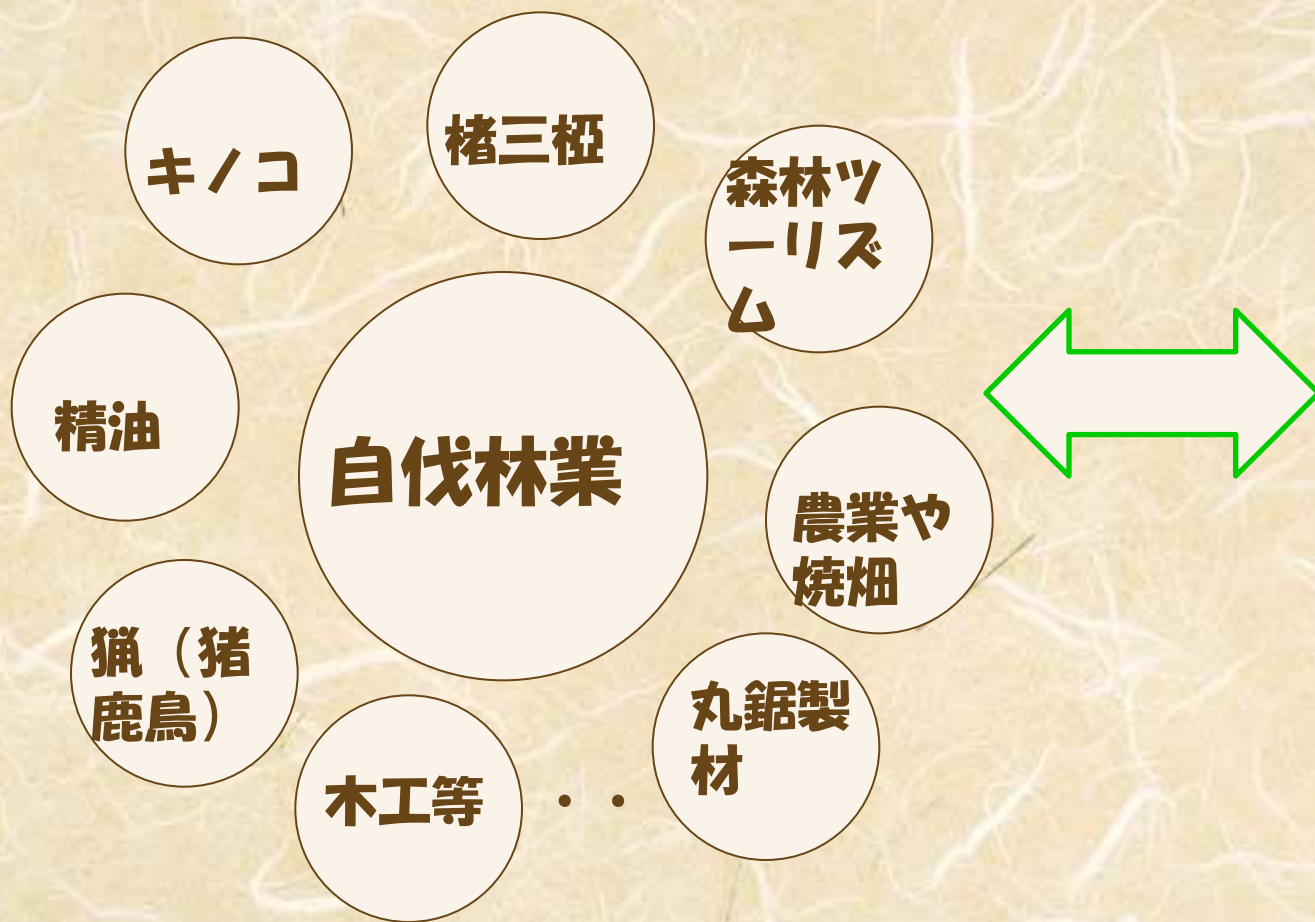 キノコ
楮三椏
森林ツ
ーリズ
ム
精油
自伐林業
農業や
焼畑
猟（猪
鹿鳥）
丸鋸製
材
木工等
・・